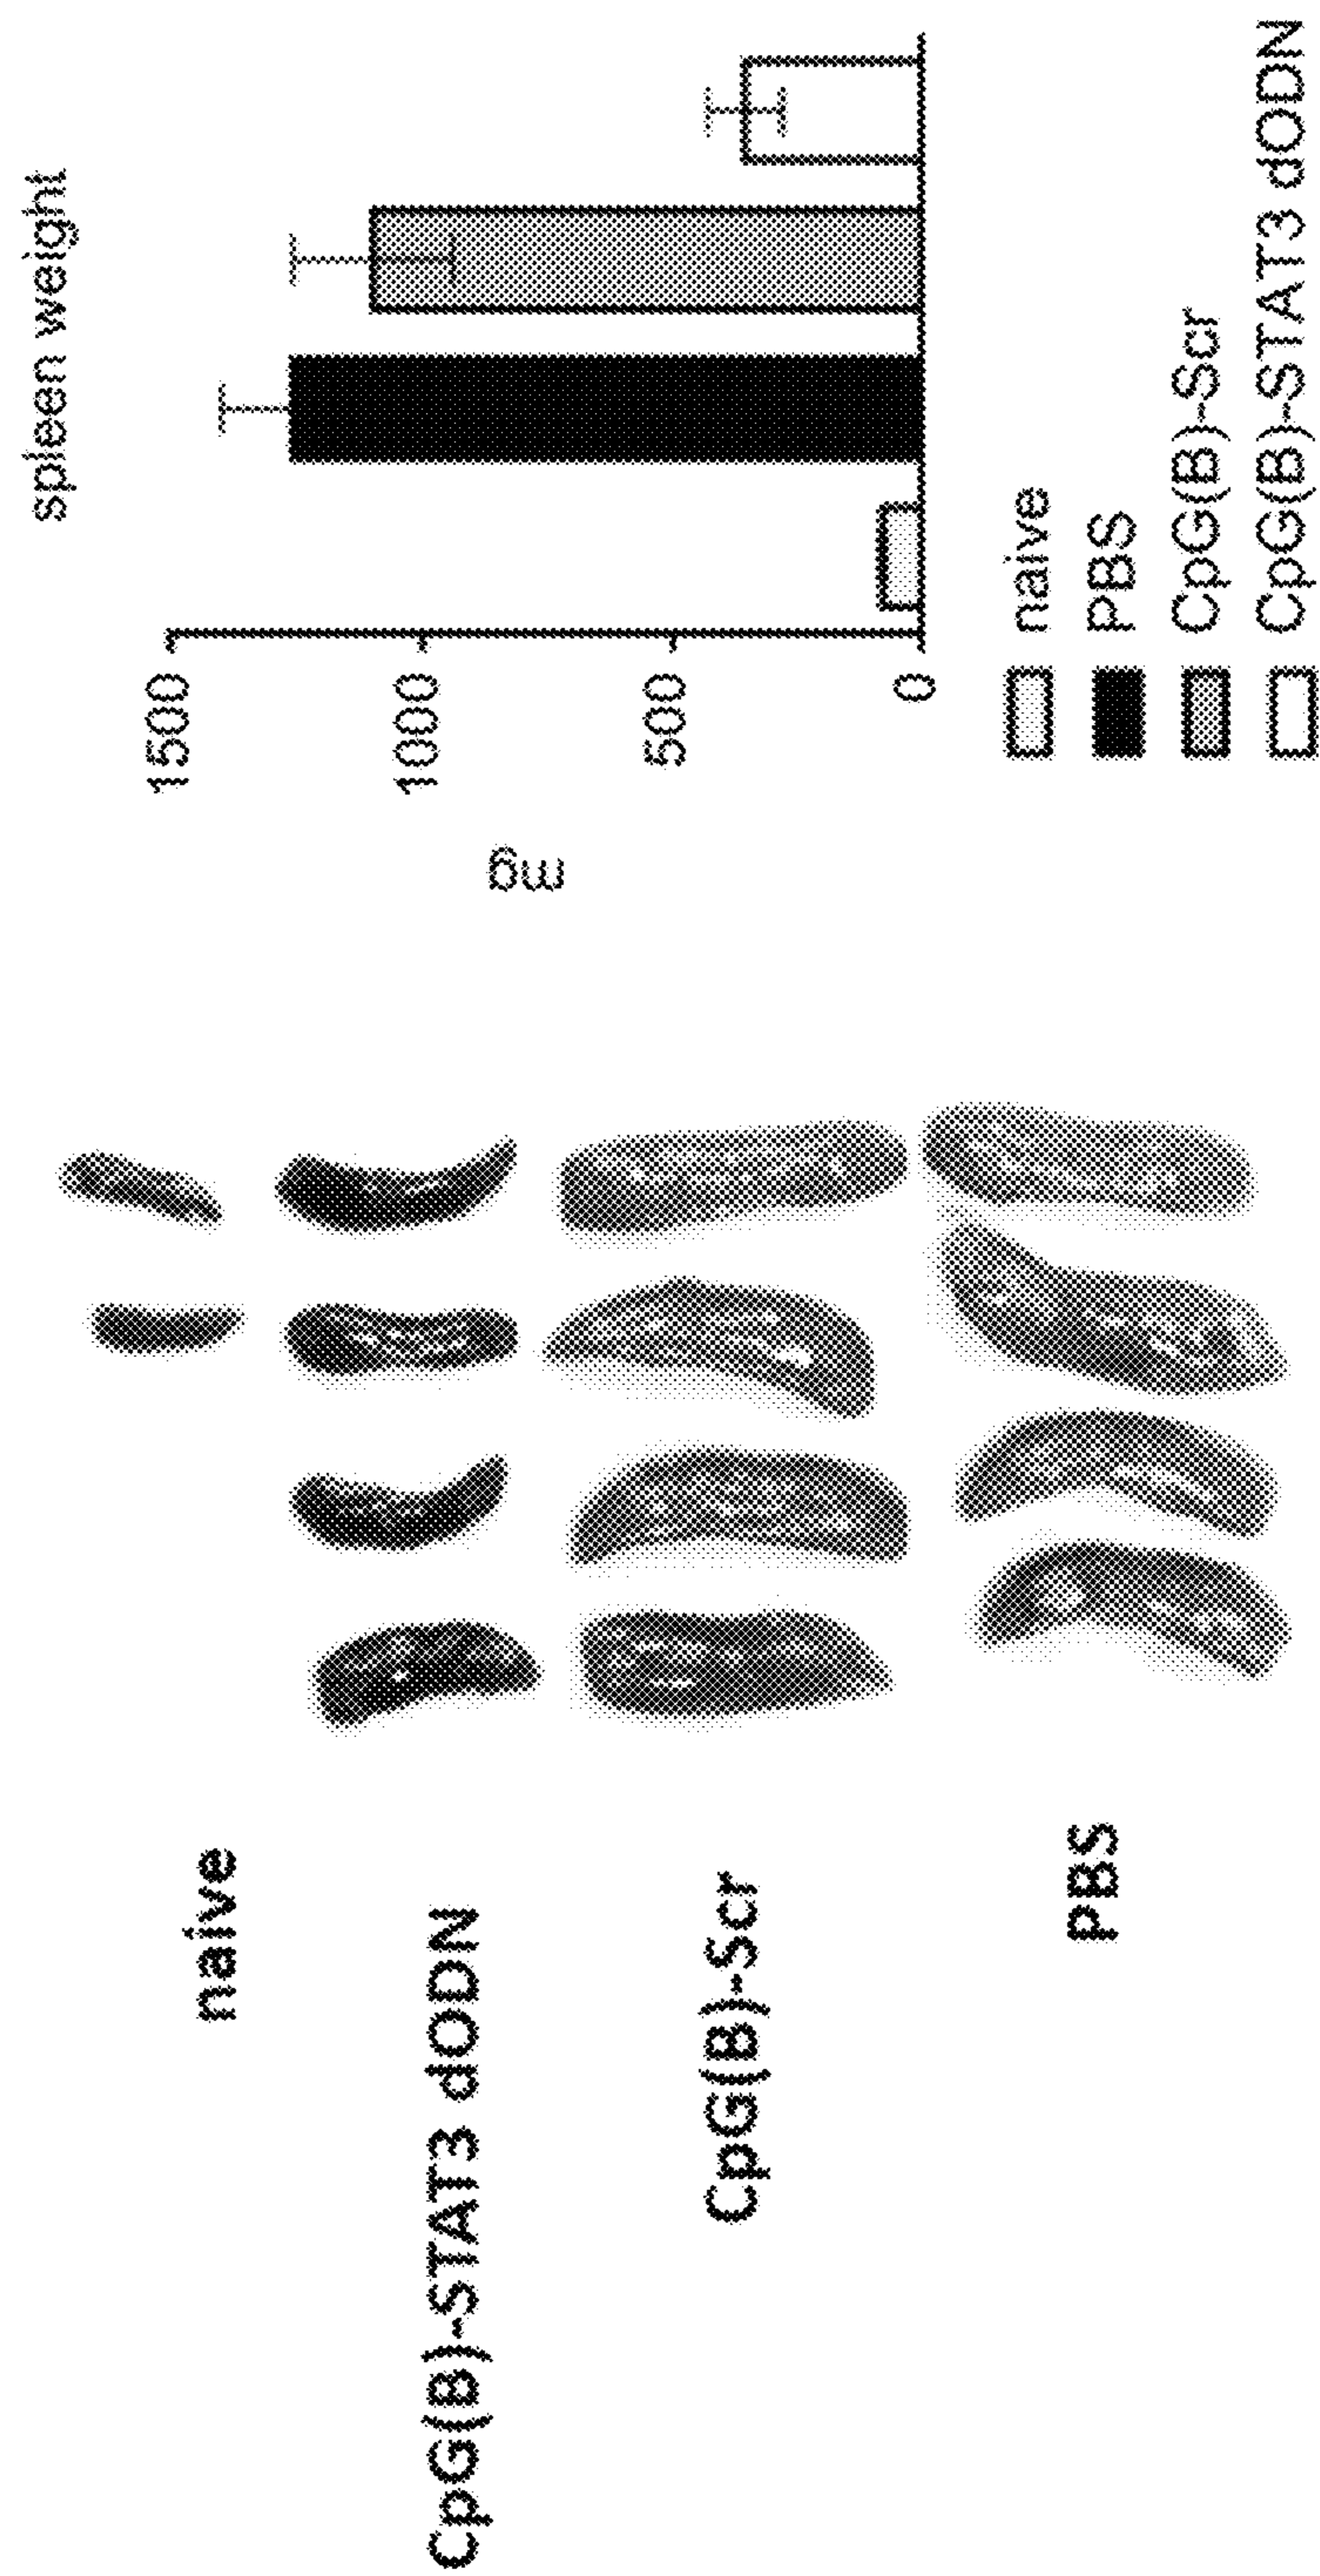 naive
CpG(B)-STAT3 dODN
CpG(B)-Scr
PBS
spleen weight
1500
1000
500
0
mg
naive
PBS
CpG(B)-Scr
CpG(B)-STAT3 dODN